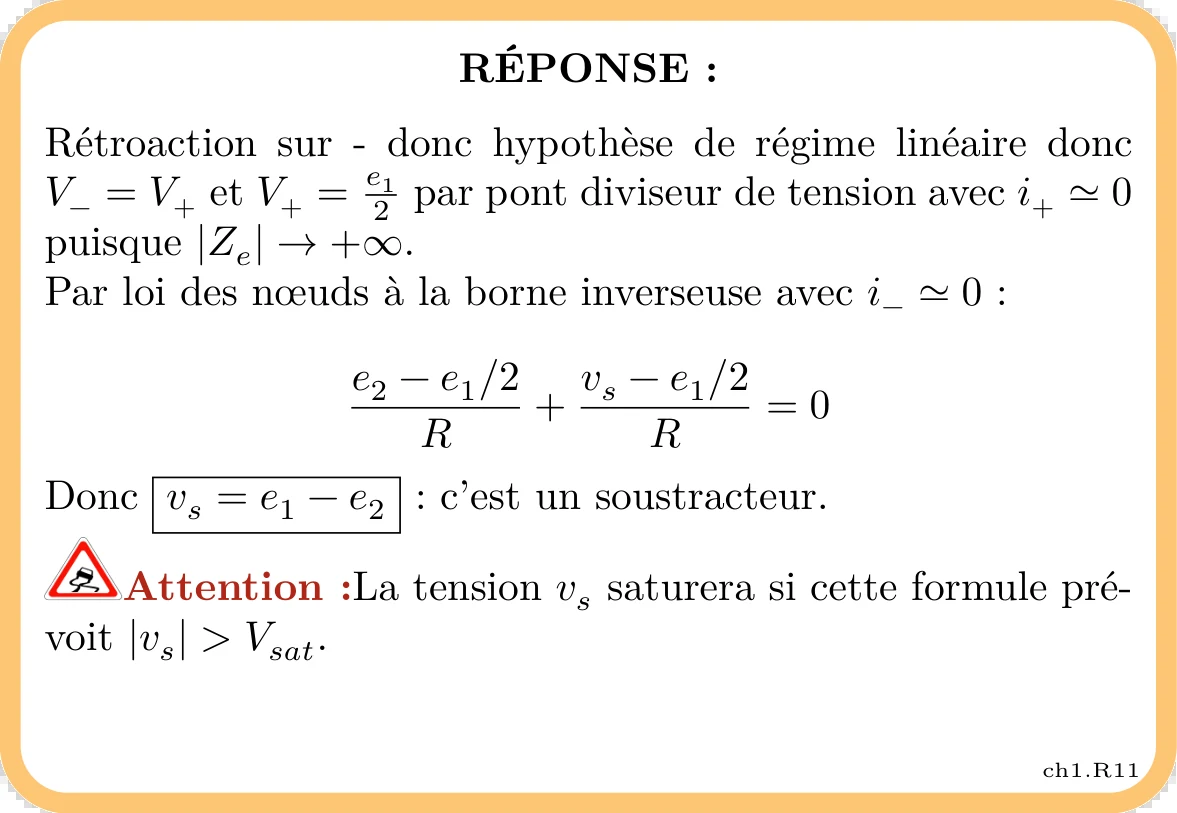 RÉPONSE :
Rétroaction sur - donc hypothèse de régime linéaire donc
$V_- = V_+$ et $V_+ = \frac{e_1}{2}$ par pont diviseur de tension avec $i_+ \simeq 0$
puisque $|Z_e| \to +\infty$.
Par loi des nœuds à la borne inverseuse avec $i_- \simeq 0$ :
$\frac{e_2 - e_1/2}{R} + \frac{v_s - e_1/2}{R} = 0$
Donc $v_s = e_1 - e_2$ : c'est un soustracteur.
Attention :La tension $v_s$ saturera si cette formule pré-
voit $|v_s| > V_{sat}$.
ch1.R11